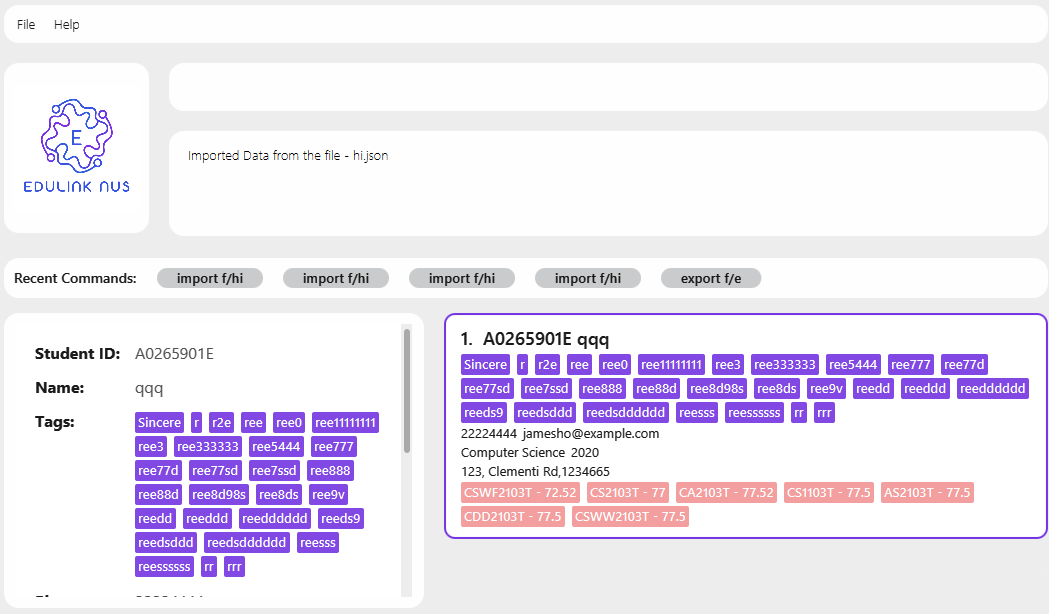 File Help
E
EDULINK NUS
Imported Data from the file - hi.json
Recent Commands: import f/hi import f/hi import f/hi import f/hi export f/e
Student ID: A0265901E
Name: qqq
Tags: Sincere r r2e ree ree0 ree11111111
ree3 ree333333 ree5444 ree777
ree77d ree77sd ree7ssd ree888
ree88d ree8d98s ree8ds ree9v
reedd reeddd reedddddd reeds9
reedsddd reedsdddddd reesss
reessssss rr rrr
1. A0265901E qqq
Sincere r r2e ree ree0 ree11111111 ree3 ree333333 ree5444 ree777 ree77d
ree77sd ree7ssd ree888 ree88d ree8d98s ree8ds ree9v reedd reeddd reedddddd
reeds9 reedsddd reedsdddddd reesss reessssss rr rrr
22224444 jamesho@example.com
Computer Science 2020
123, Clementi Rd,1234665
CSWF2103T - 72.52 CS2103T - 77 CA2103T - 77.52 CS1103T - 77.5 AS2103T - 77.5
CDD2103T - 77.5 CSWW2103T - 77.5